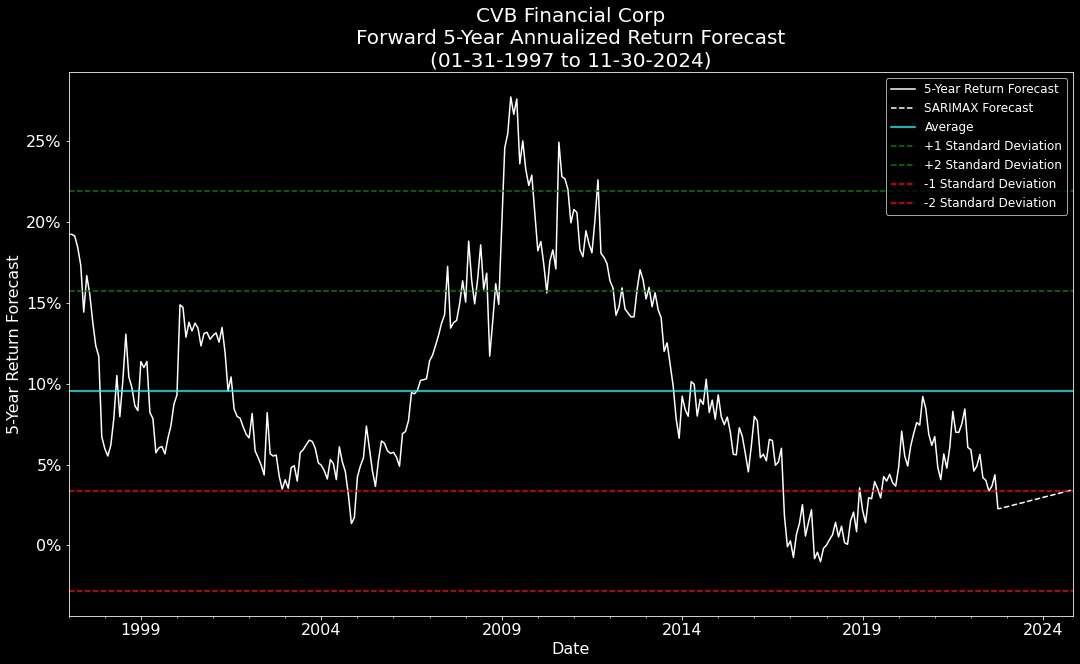 CVB Financial Corp
Forward 5-Year Annualized Return Forecast
(01-31-1997 to 11-30-2024)
5-Year Return Forecast
SARIMAX Forecast
Average
+1 Standard Deviation
+2 Standard Deviation
-1 Standard Deviation
-2 Standard Deviation
5-Year Return Forecast
25%
20%
15%
10%
5%
0%
1999
2004
2009
2014
2019
2024
Date